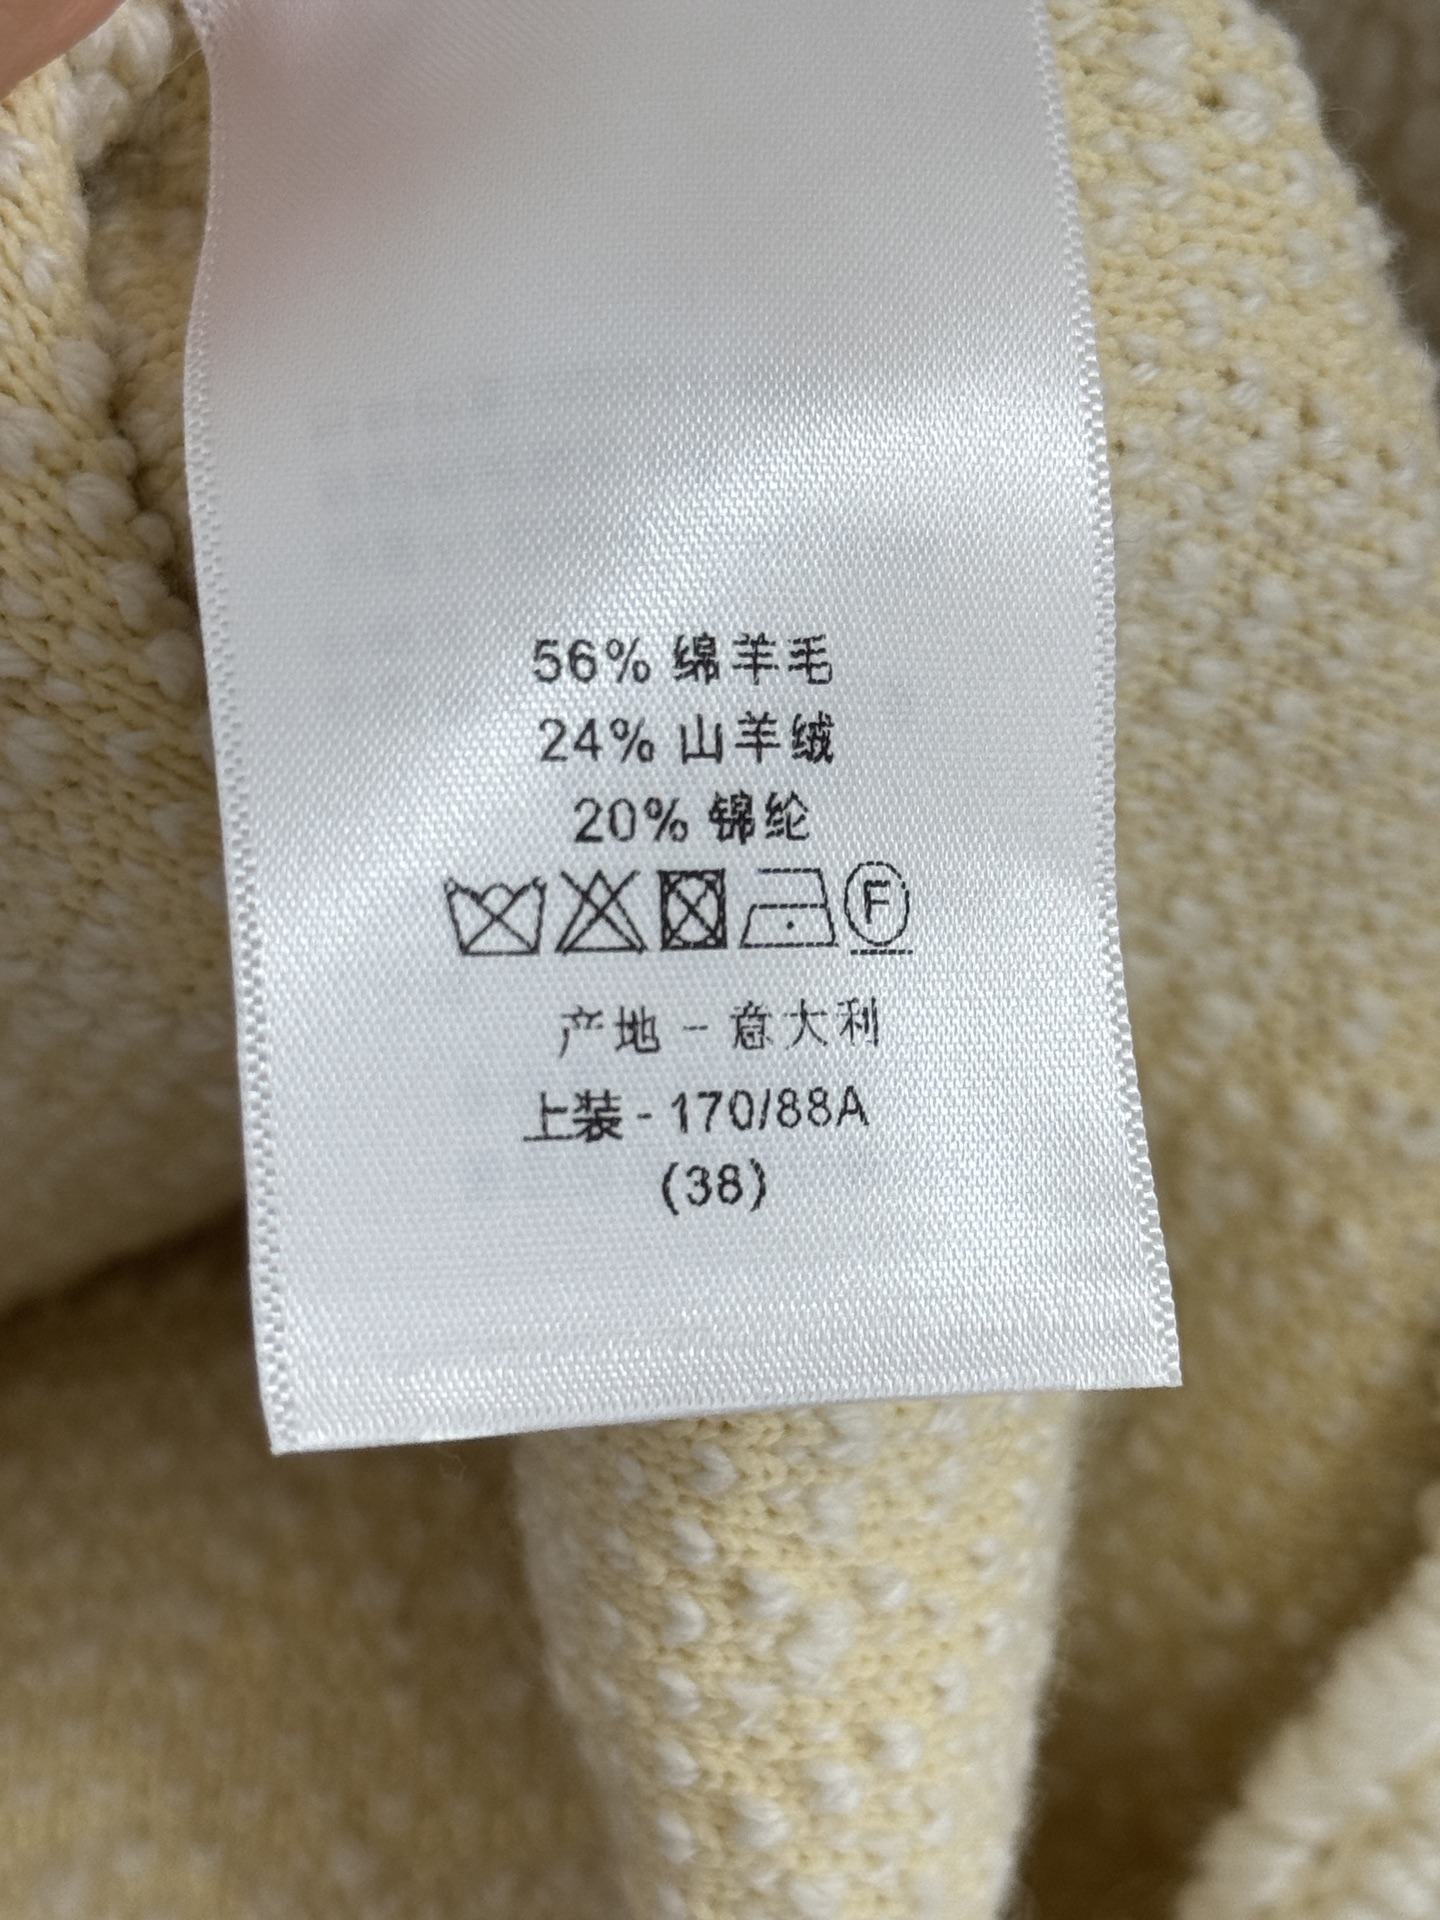 56% 绵羊毛
24% 山羊绒
20% 锦纶
F
产地 - 意大利
上装 - 170/88A
(38)